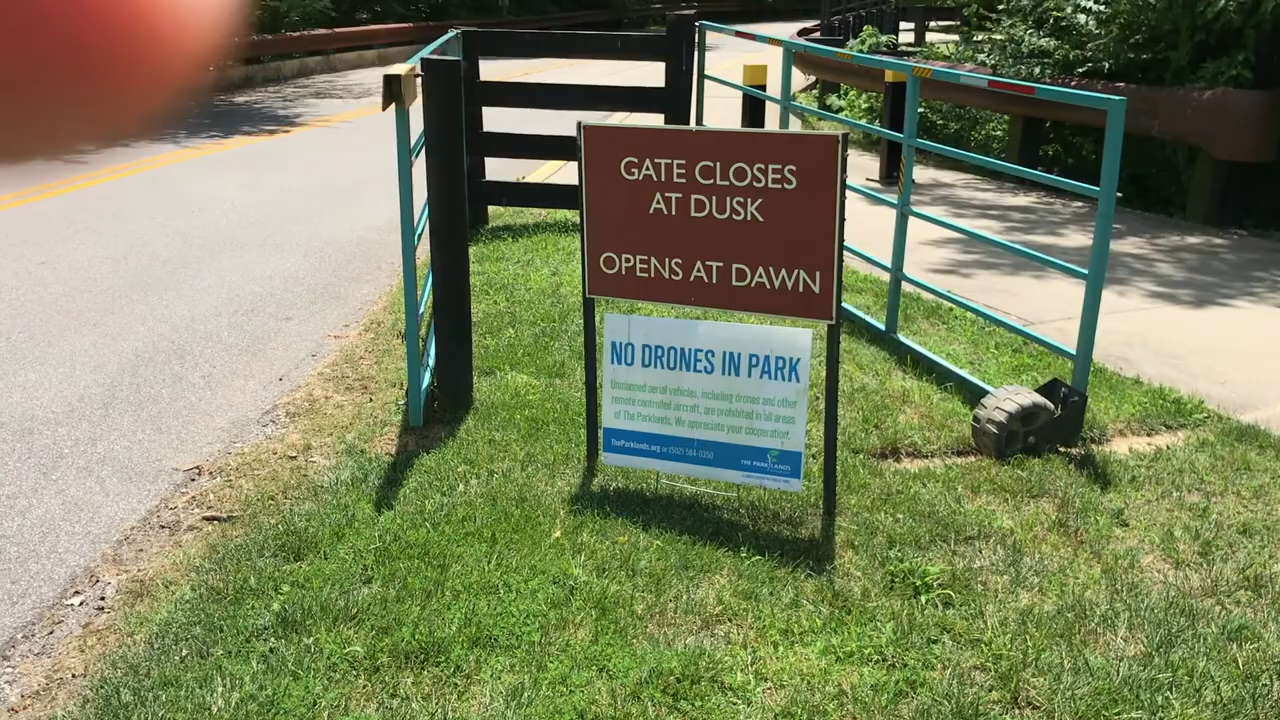 GATE CLOSES
AT DUSK
OPENS AT DAWN
NO DRONES IN PARK
Unmanned aerial vehicles, including drones and other
remote controlled aircraft, are prohibited in all areas
of The Parklands. We appreciate your cooperation.
TheParklands.org or (502) 584-0350
THE PARKLANDS